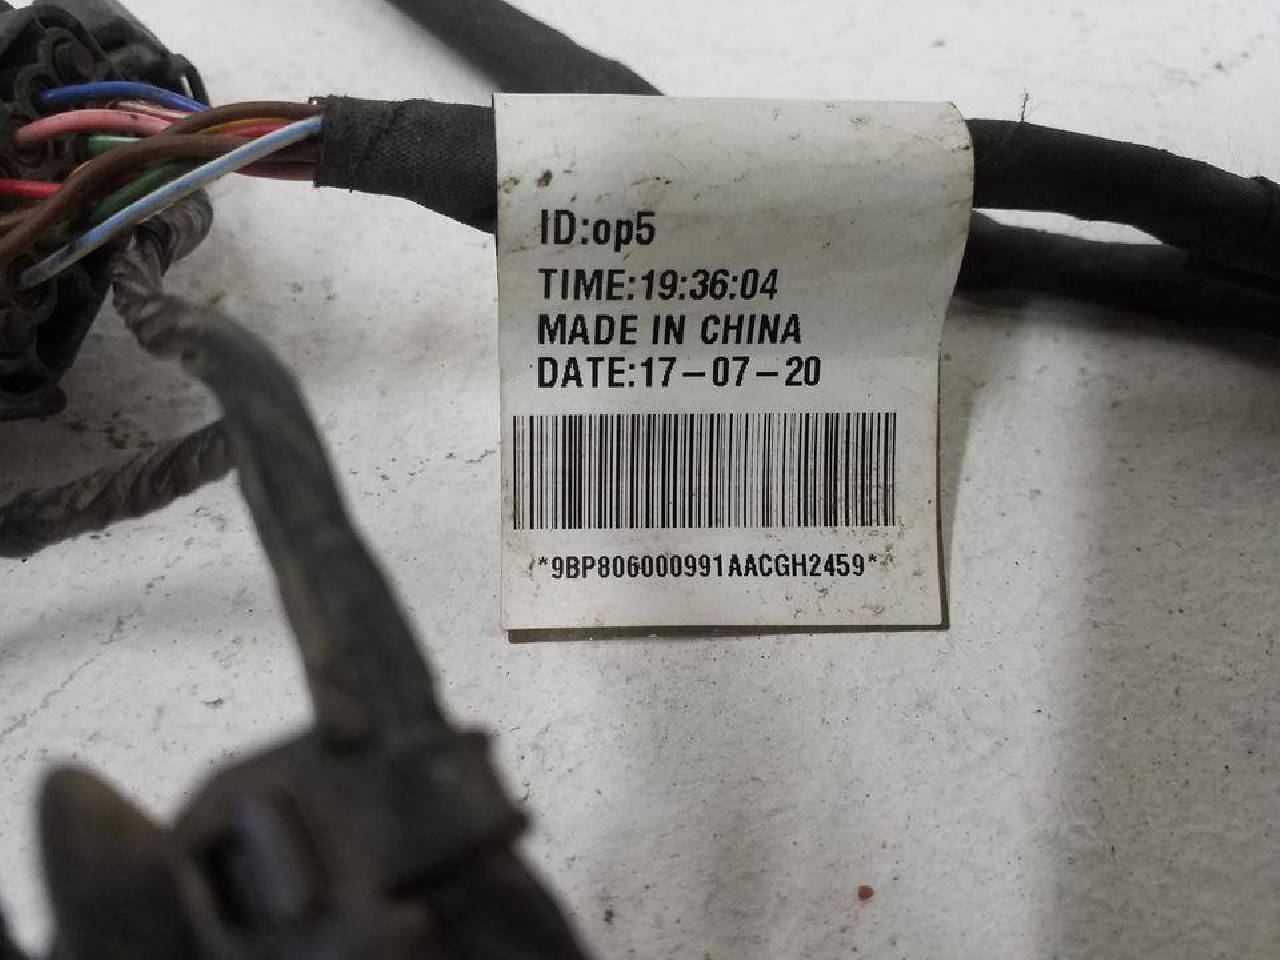 ID:op5
TIME:19:36:04
MADE IN CHINA
DATE:17-07-20
*9BP806000991AACGH2459*